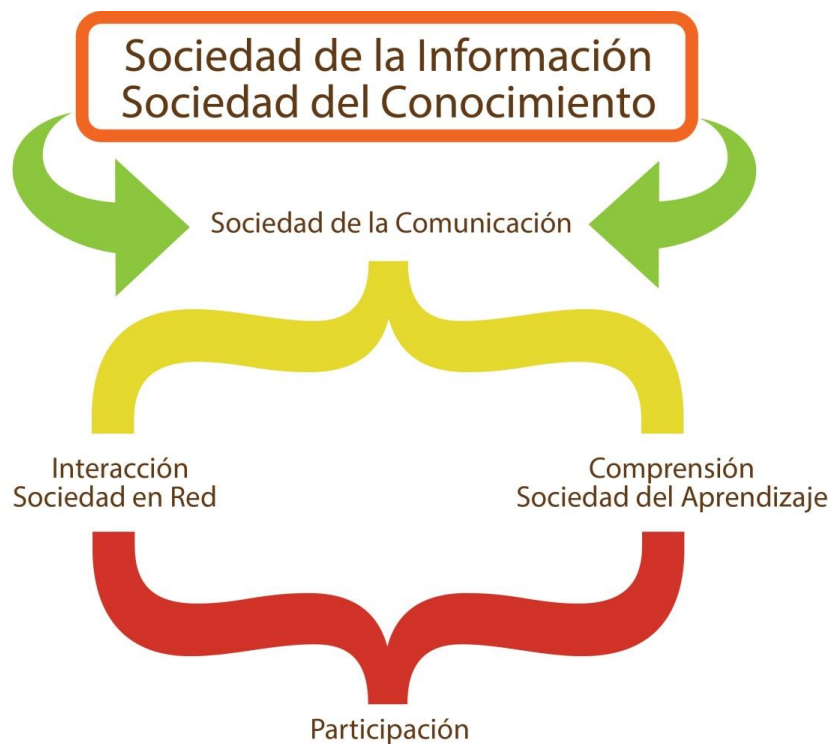 Sociedad de la Información
Sociedad del Conocimiento
Sociedad de la Comunicación
Interacción
Sociedad en Red
Comprensión
Sociedad del Aprendizaje
Participación